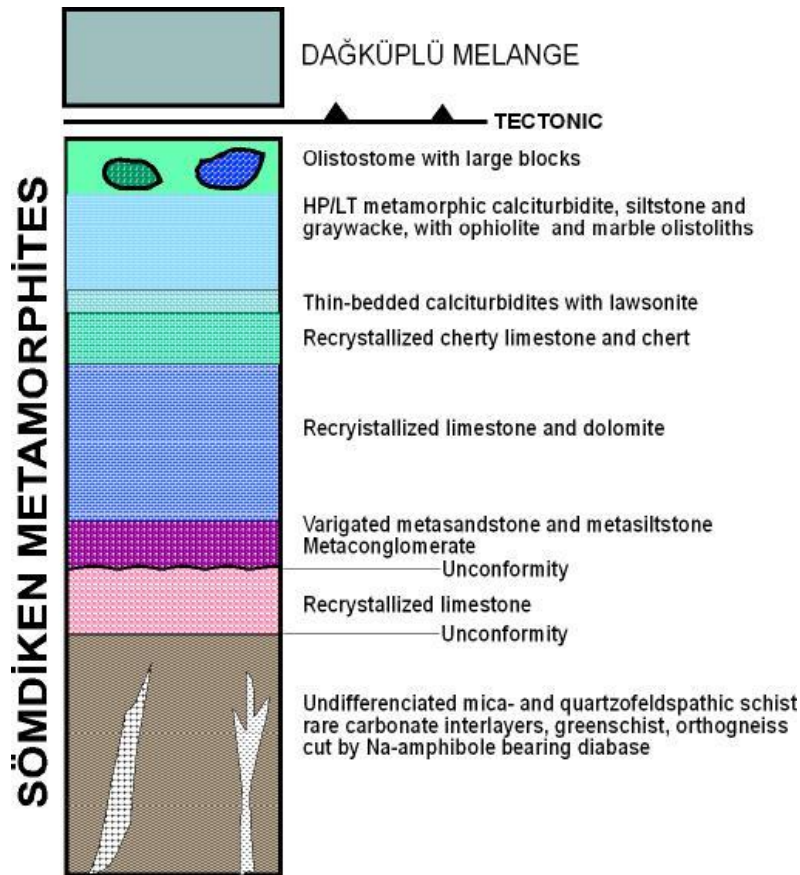 DAĞKÜPLÜ MELANGE
TECTONIC
SÖMDİKEN METAMORPHİTES
Olistostome with large blocks
HP/LT metamorphic calciturbidite, siltstone and
graywacke, with ophiolite and marble olistoliths
Thin-bedded calciturbidites with lawsonite
Recrystallized cherty limestone and chert
Recryistallized limestone and dolomite
Varigated metasandstone and metasiltstone
Metaconglomerate
Unconformity
Recrystallized limestone
Unconformity
Undifferenciated mica- and quartzofeldspathic schist
rare carbonate interlayers, greenschist, orthogneiss
cut by Na-amphibole bearing diabase